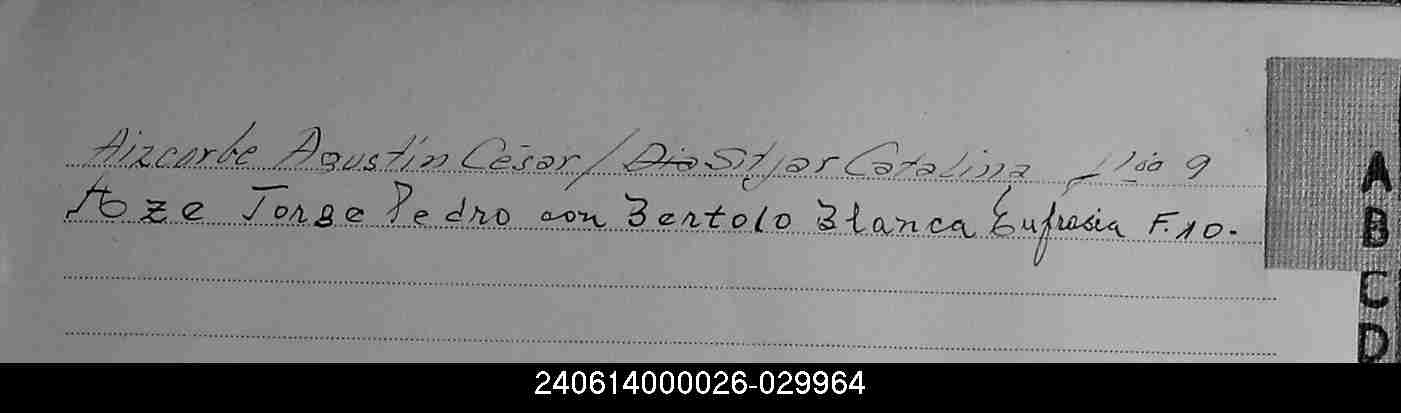 Aizcorbe Agustín César / Sitjar Catalina 9
Aze Jorge Pedro con Bertolo Blanca Eufrasia F. 10.
A
B
C
D
240614000026-029964